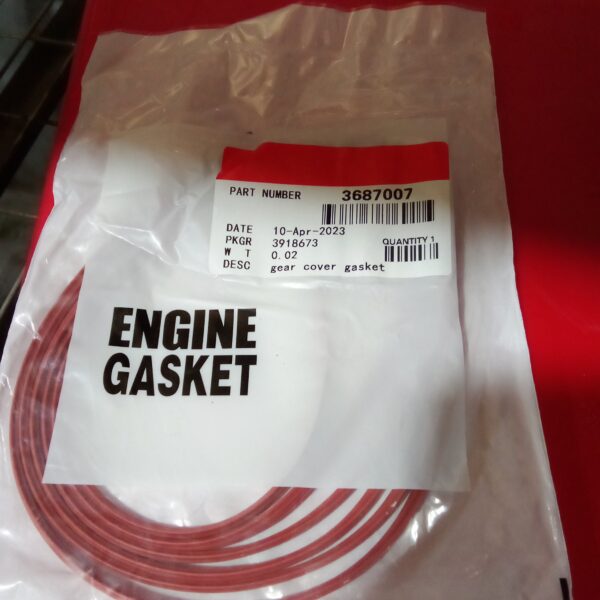 PART NUMBER 3687007
DATE 10-Apr-2023
PKGR 3918673 QUANTITY 1
W T 0.02
DESC gear cover gasket
ENGINE
GASKET